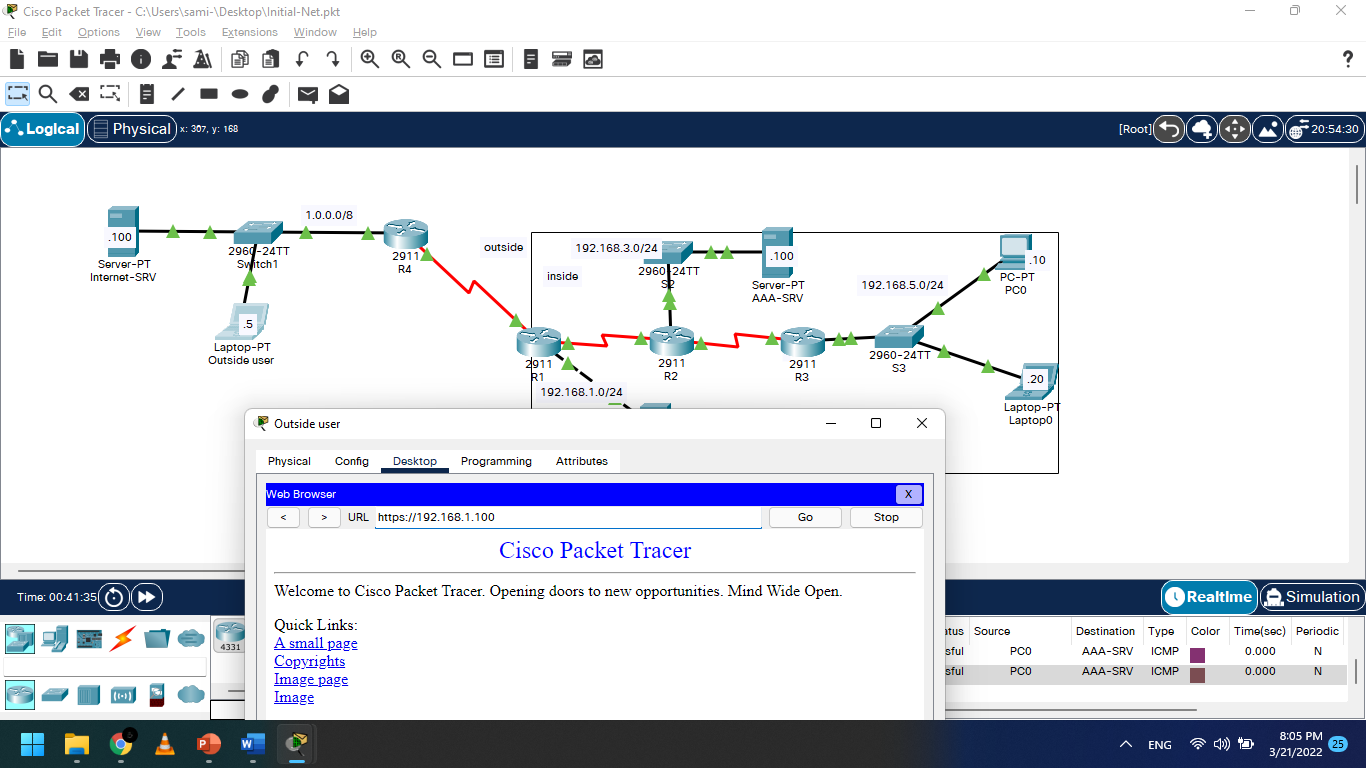 Cisco Packet Tracer - C:\Users\sami-\Desktop\Initial-Net.pkt
File Edit Options View Tools Extensions Window Help
?
Logical Physical x: 307, y: 168 [Root] 20:54:30
1.0.0.0/8
.100
2960-24TT
Switch1
Server-PT
Internet-SRV
2911
R4
.5
Laptop-PT
Outside user
outside
inside
192.168.3.0/24
2960-24TT
S2
.100
Server-PT
AAA-SRV
192.168.5.0/24
.10
PC-PT
PC0
2911
R1
2911
R2
2911
R3
2960-24TT
S3
.20
Laptop-PT
Laptop0
192.168.1.0/24
Outside user
Physical Config Desktop Programming Attributes
Web Browser X
< > URL https://192.168.1.100 Go Stop
Cisco Packet Tracer
Welcome to Cisco Packet Tracer. Opening doors to new opportunities. Mind Wide Open.
Quick Links:
A small page
Copyrights
Image page
Image
Time: 00:41:35 Realtime Simulation
4331
atus Source Destination Type Color Time(sec) Periodic
sful PC0 AAA-SRV ICMP 0.000 N
sful PC0 AAA-SRV ICMP 0.000 N
ENG 8:05 PM
3/21/2022 25